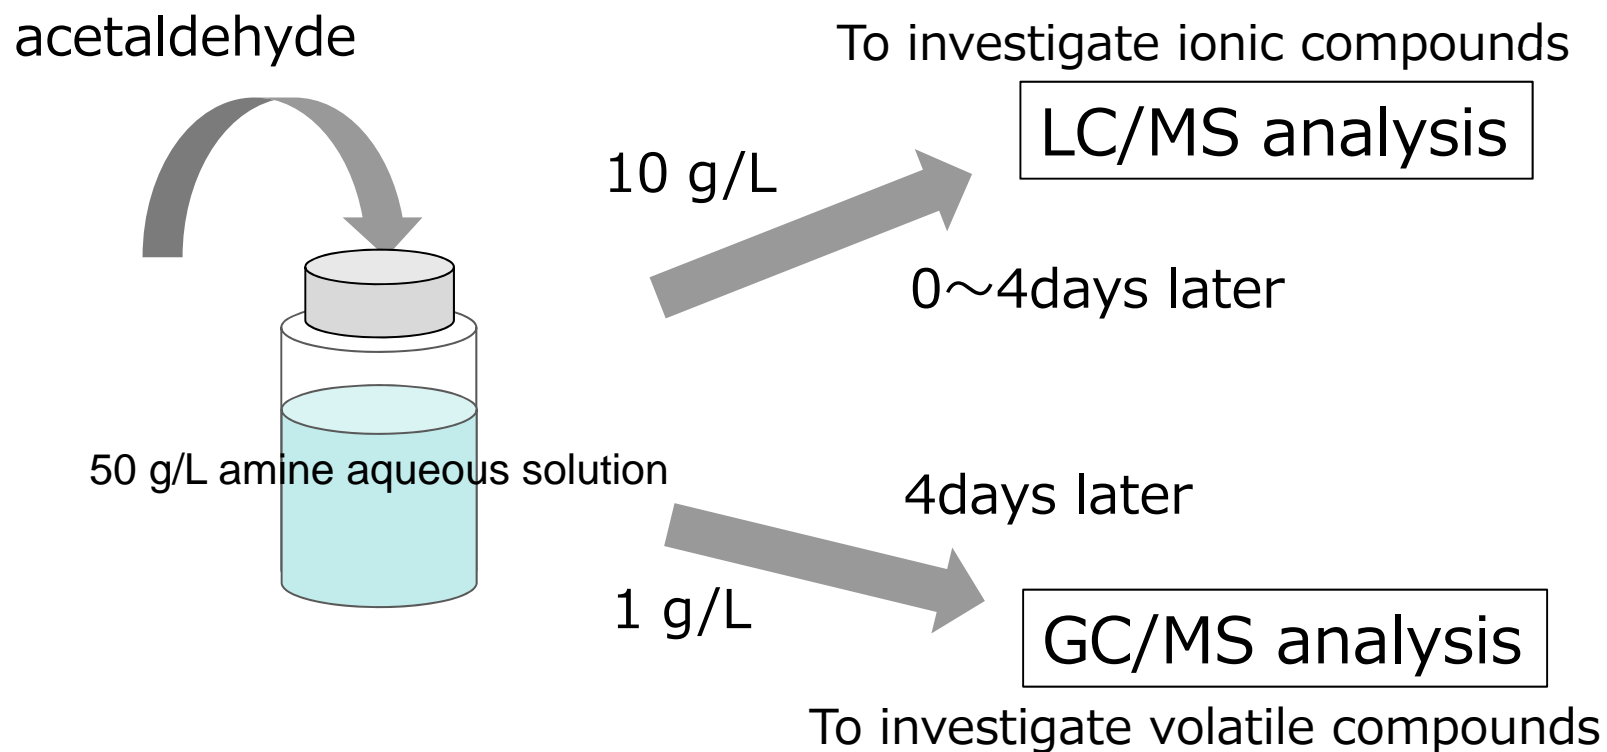 acetaldehyde
To investigate ionic compounds
LC/MS analysis
10 g/L
0～4days later
50 g/L amine aqueous solution
4days later
1 g/L
GC/MS analysis
To investigate volatile compounds